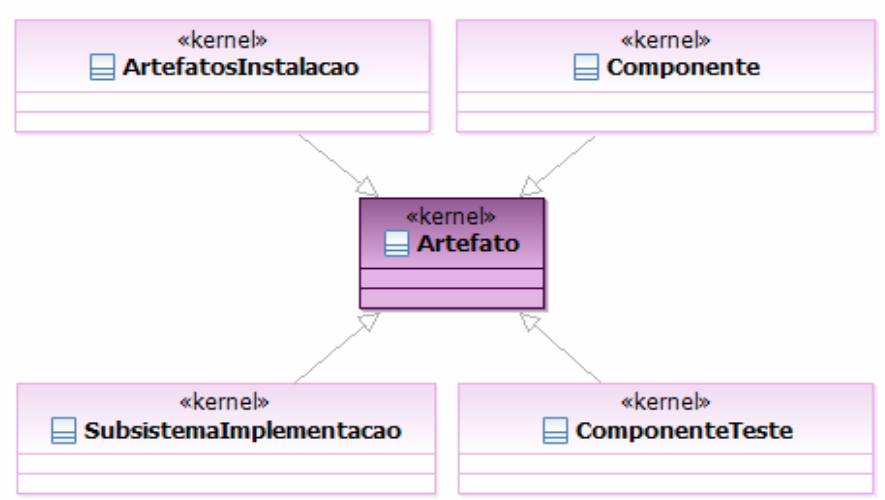 «kernel»
ArtefatosInstalacao
«kernel»
Componente
«kernel»
Artefato
«kernel»
SubsistemaImplementacao
«kernel»
ComponenteTeste